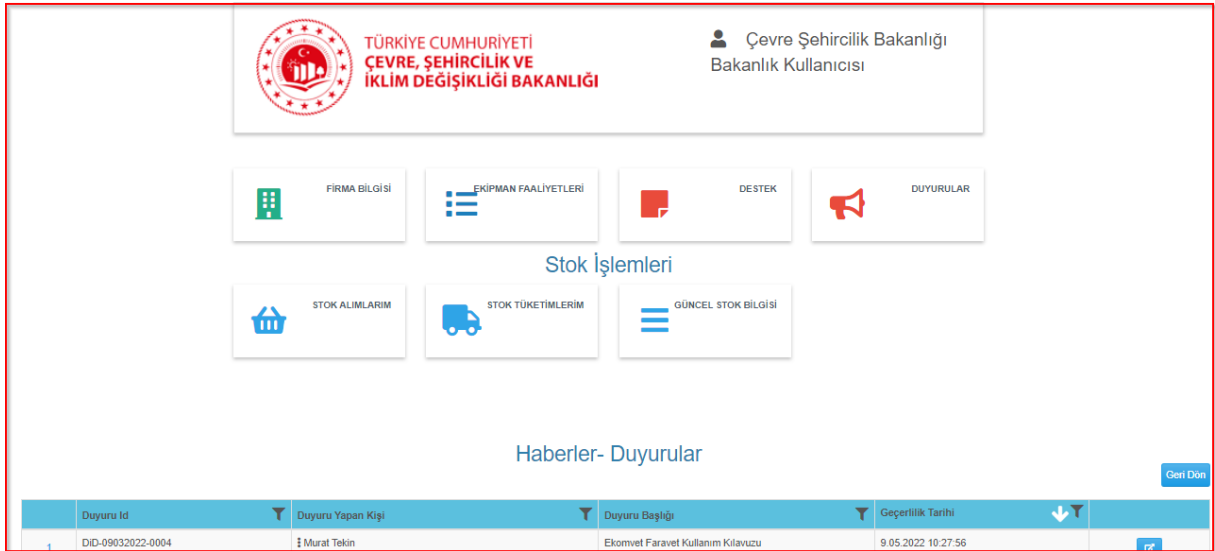 TÜRKİYE CUMHURİYETİ
ÇEVRE, ŞEHİRCİLİK VE
İKLİM DEĞİŞİKLİĞİ BAKANLIĞI
Çevre Şehircilik Bakanlığı
Bakanlık Kullanıcısı
FİRMA BİLGİSİ
EKİPMAN FAALİYETLERİ
DESTEK
DUYURULAR
Stok İşlemleri
STOK ALIMLARIM
STOK TÜKETİMLERİM
GÜNCEL STOK BİLGİSİ
Haberler- Duyurular
Geri Dön
Duyuru Id Duyuru Yapan Kişi Duyuru Başlığı Geçerlilik Tarihi
1 DiD-09032022-0004 Murat Tekin Ekomvet Faravet Kullanım Kılavuzu 9.05.2022 10:27:56